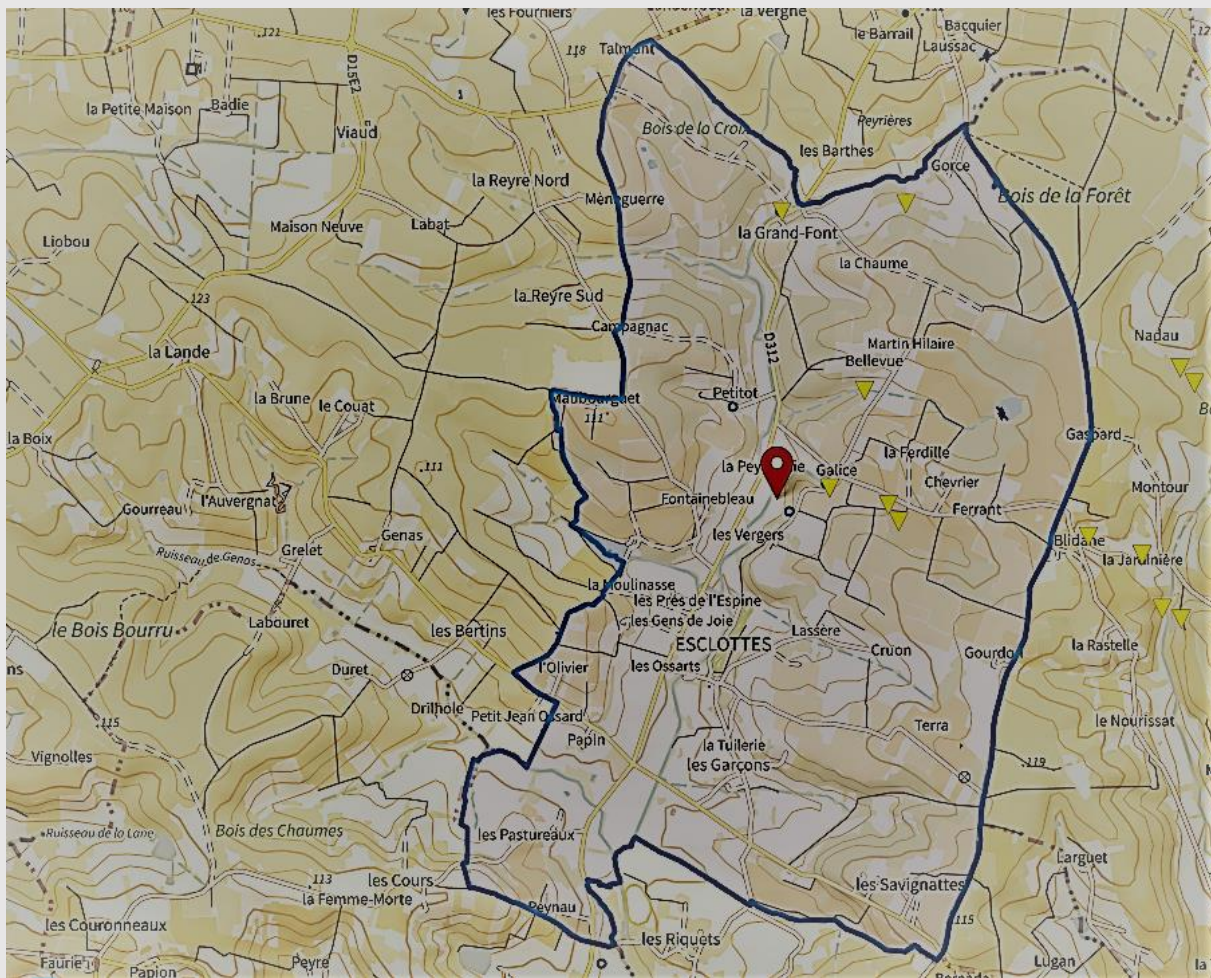 les Fourniers
la Vergne
le Barrail
Bacquier
Laussac
121
D15E2
118
Talmont
la Petite Maison
Badie
Viaud
Bois de la Croix
Peyrières
les Barthes
Gorce
Bois de la Forêt
la Reyre Nord
Méneguerre
Maison Neuve
Labat
Liobou
la Grand-Font
la Chaume
123
la Reyre Sud
Campagnac
D312
Martin Hilaire
Bellevue
Nadau
la Lande
la Brune
le Couat
Petitot
Maubourguet
111
la Boix
111
Gaspard
la Ferdille
Galice
Chevrier
Montour
l'Auvergnat
Gourreau
Fontainebleau
Ferrant
les Vergers
Blidane
la Jardinière
Genas
Grelet
Ruisseau de Genas
la Moulinasse
les Prés de l'Espine
les Gens de Joie
le Bois Bourru
Labouret
les Bertins
ESCLOTTES
Lassère
Cruon
Gourdon
la Rastelle
ns
Duret
l'Olivier
les Ossarts
Drilhole
Petit Jean Ossard
115
Papin
Terra
le Nourissat
Vignolles
la Tuilerie
les Garçons
119
Ruisseau de la Lane
Bois des Chaumes
les Pastureaux
Larguet
113
les Cours
la Femme-Morte
les Savignattes
les Couronneaux
Peynau
115
les Riquets
Papion
Peyre
Lugan
la